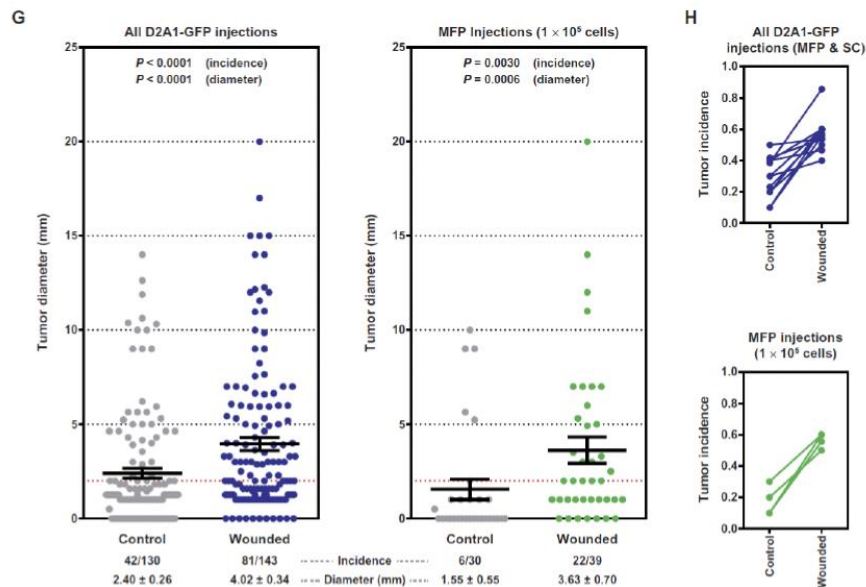 G
All D2A1-GFP injections
P < 0.0001 (incidence)
P < 0.0001 (diameter)
Tumor diameter (mm)
25
20
15
10
5
0
Control
Wounded
MFP Injections (1 × 10⁵ cells)
P = 0.0030 (incidence)
P = 0.0006 (diameter)
Tumor diameter (mm)
25
20
15
10
5
0
Control
Wounded
42/130 81/143 Incidence 6/30 22/39
2.40 ± 0.26 4.02 ± 0.34 Diameter (mm) 1.55 ± 0.55 3.63 ± 0.70
H
All D2A1-GFP
injections (MFP & SC)
Tumor incidence
1.0
0.8
0.6
0.4
0.2
0.0
Control
Wounded
MFP injections
(1 × 10⁵ cells)
Tumor incidence
1.0
0.8
0.6
0.4
0.2
0.0
Control
Wounded